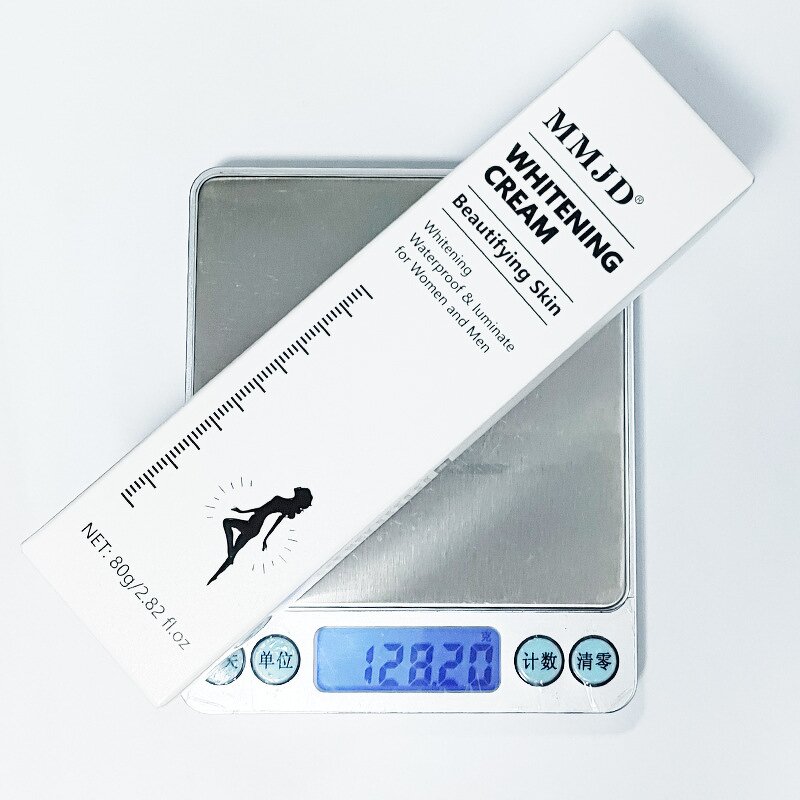 MMJD®
WHITENING
CREAM
Beautifying Skin
Whitening
Waterproof & luminate
for Women and Men
NET: 80g/2.82 fl.oz
128.20
克
单位
计数
清零